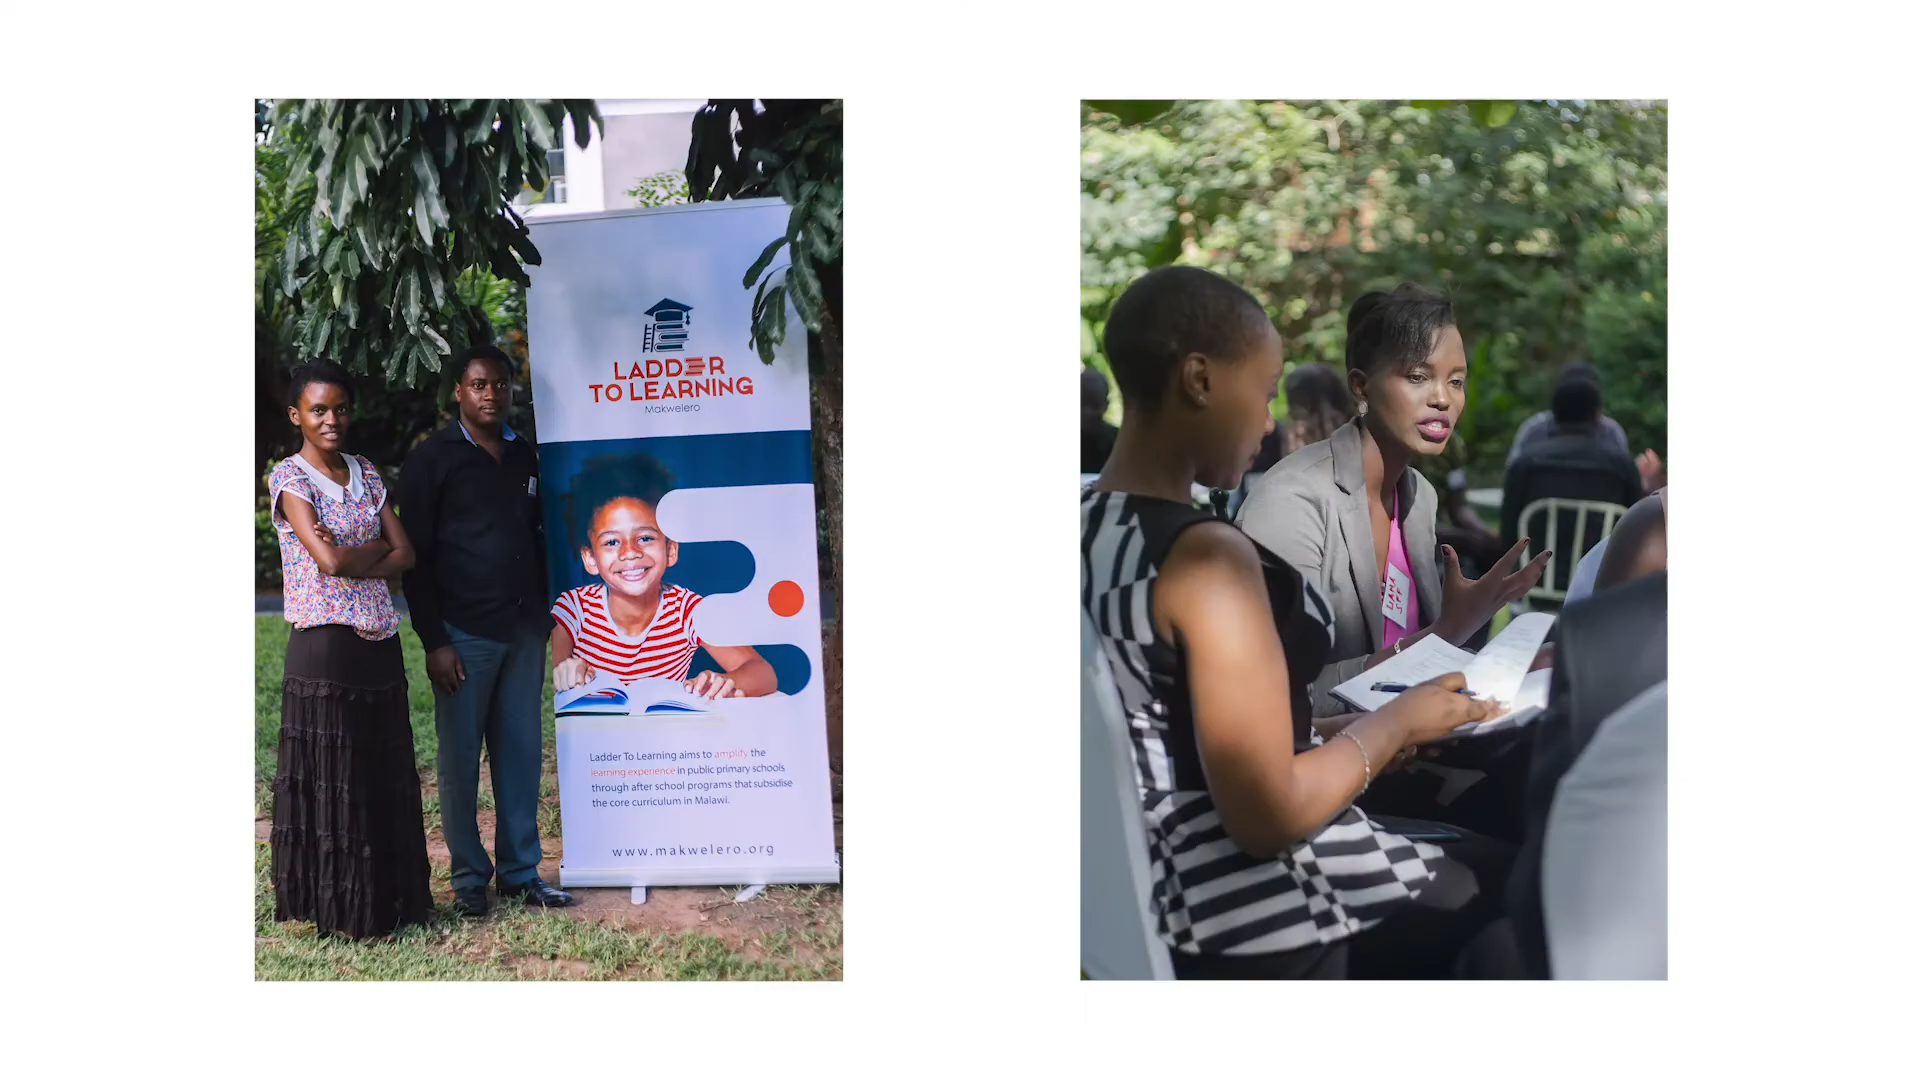 LADDER
TO LEARNING
Makwelero
Ladder To Learning aims to amplify the
learning experience in public primary schools
through after school programs that subsidise
the core curriculum in Malawi.
www.makwelero.org